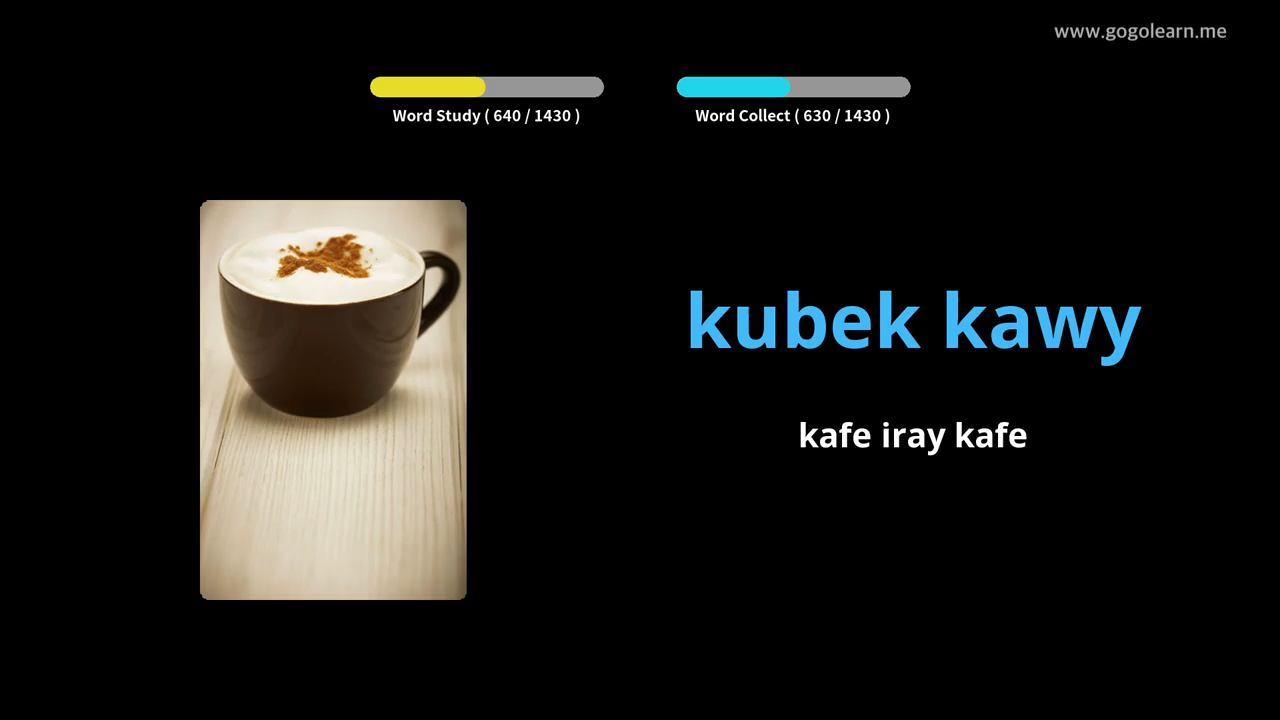 www.gogolearn.me
Word Study ( 640 / 1430 )
Word Collect ( 630 / 1430 )
kubek kawy
kafe iray kafe